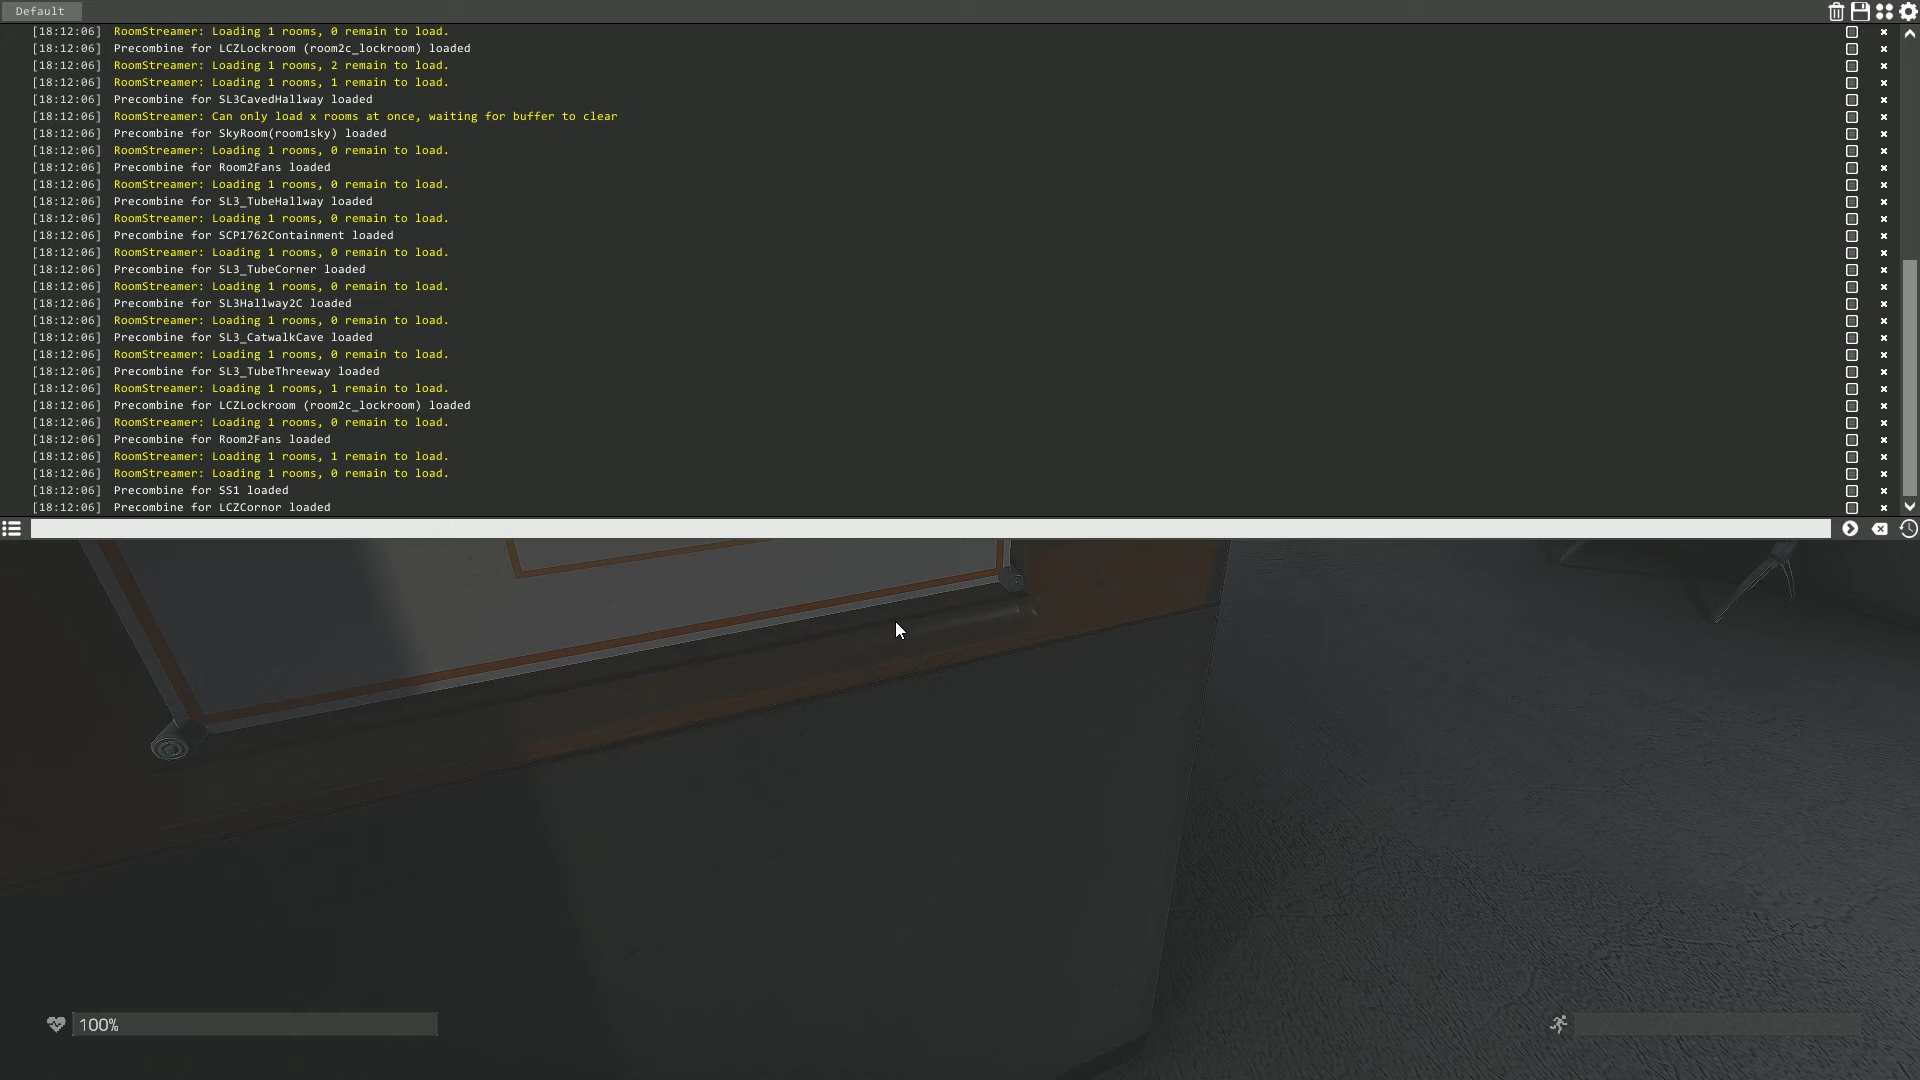 Default
[18:12:06] RoomStreamer: Loading 1 rooms, 0 remain to load.
[18:12:06] Precombine for LCZLockroom (room2c_lockroom) loaded
[18:12:06] RoomStreamer: Loading 1 rooms, 2 remain to load.
[18:12:06] RoomStreamer: Loading 1 rooms, 1 remain to load.
[18:12:06] Precombine for SL3CavedHallway loaded
[18:12:06] RoomStreamer: Can only load x rooms at once, waiting for buffer to clear
[18:12:06] Precombine for SkyRoom(room1sky) loaded
[18:12:06] RoomStreamer: Loading 1 rooms, 0 remain to load.
[18:12:06] Precombine for Room2Fans loaded
[18:12:06] RoomStreamer: Loading 1 rooms, 0 remain to load.
[18:12:06] Precombine for SL3_TubeHallway loaded
[18:12:06] RoomStreamer: Loading 1 rooms, 0 remain to load.
[18:12:06] Precombine for SCP1762Containment loaded
[18:12:06] RoomStreamer: Loading 1 rooms, 0 remain to load.
[18:12:06] Precombine for SL3_TubeCorner loaded
[18:12:06] RoomStreamer: Loading 1 rooms, 0 remain to load.
[18:12:06] Precombine for SL3Hallway2C loaded
[18:12:06] RoomStreamer: Loading 1 rooms, 0 remain to load.
[18:12:06] Precombine for SL3_CatwalkCave loaded
[18:12:06] RoomStreamer: Loading 1 rooms, 0 remain to load.
[18:12:06] Precombine for SL3_TubeThreeway loaded
[18:12:06] RoomStreamer: Loading 1 rooms, 1 remain to load.
[18:12:06] Precombine for LCZLockroom (room2c_lockroom) loaded
[18:12:06] RoomStreamer: Loading 1 rooms, 0 remain to load.
[18:12:06] Precombine for Room2Fans loaded
[18:12:06] RoomStreamer: Loading 1 rooms, 1 remain to load.
[18:12:06] RoomStreamer: Loading 1 rooms, 0 remain to load.
[18:12:06] Precombine for SS1 loaded
[18:12:06] Precombine for LCZCornor loaded
100%